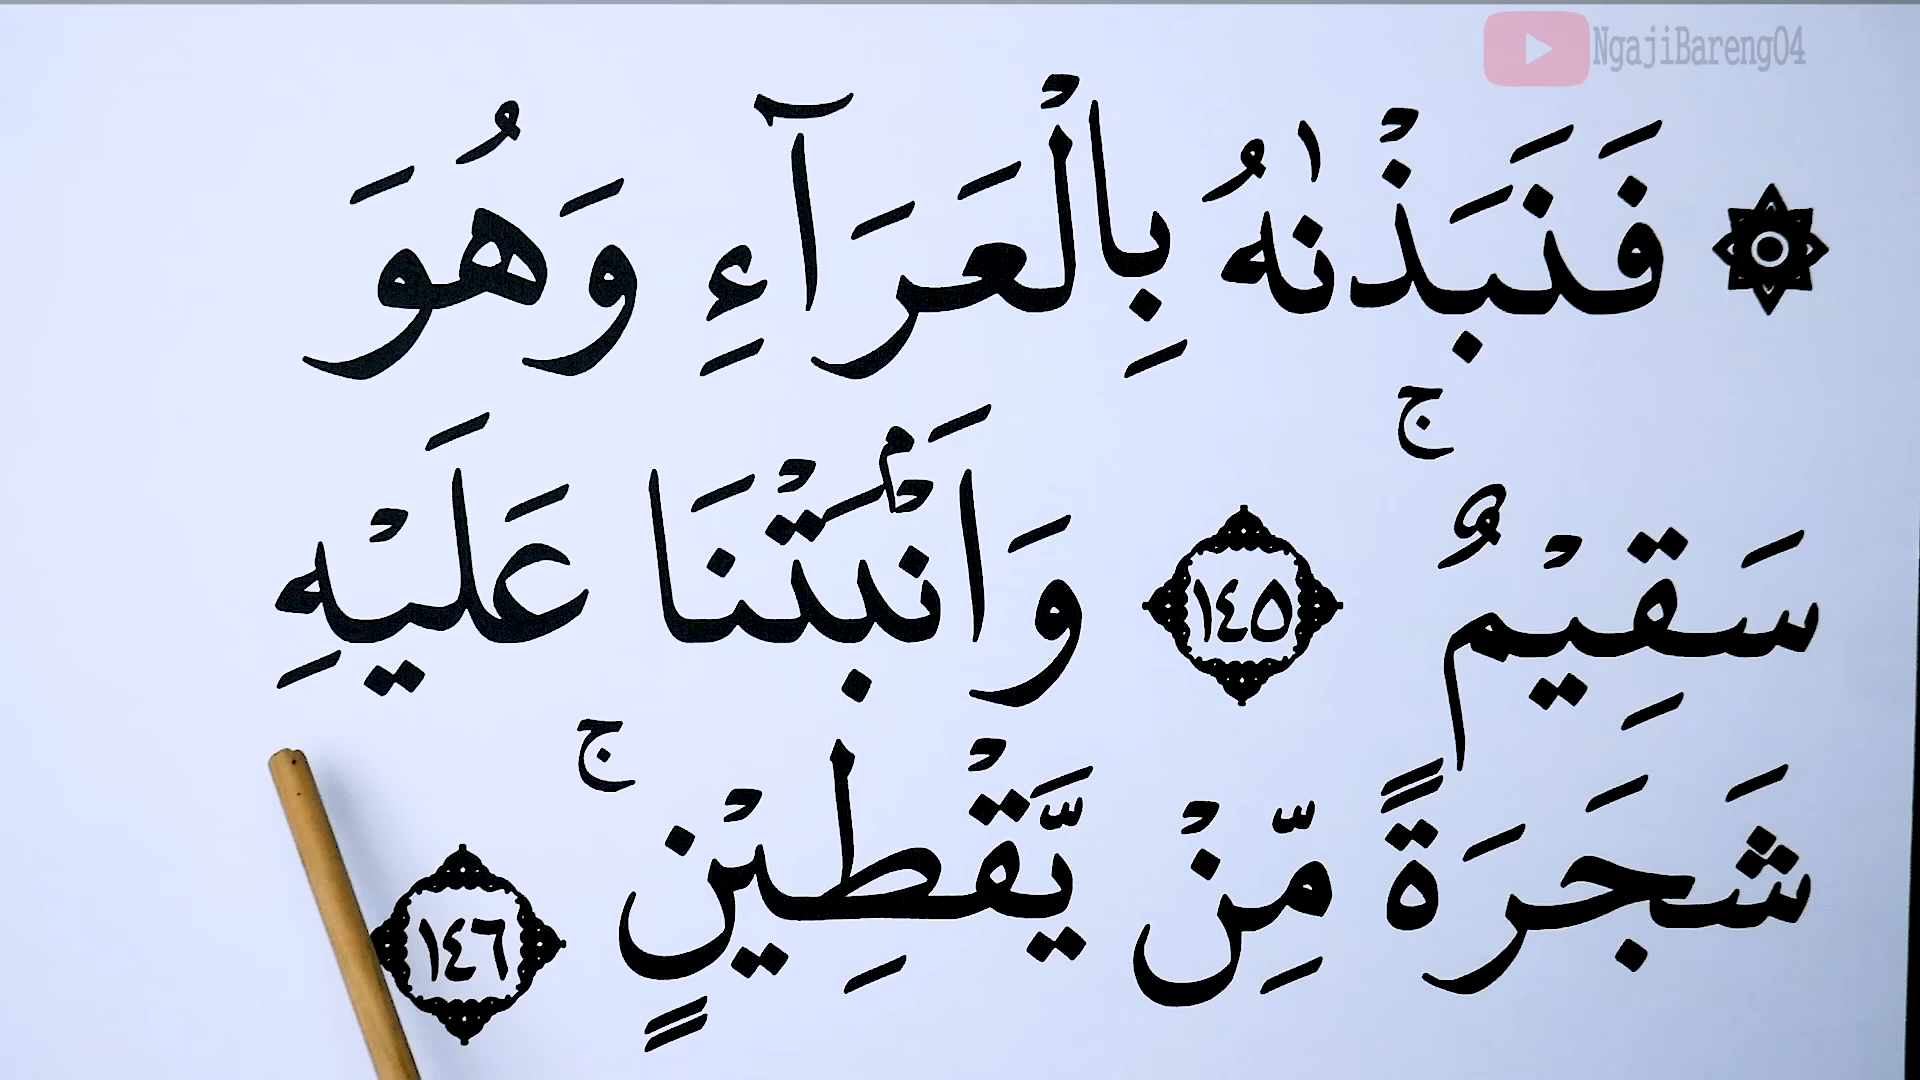 NgajiBareng04
۞ فَنَبَذْنٰهُ بِالْعَرَآءِ وَهُوَ
سَقِيْمٌ ۚ ١٤٥ وَاَنْۢبَتْنَا عَلَيْهِ
شَجَرَةً مِّنْ يَّقْطِيْنٍ ۚ ١٤٦